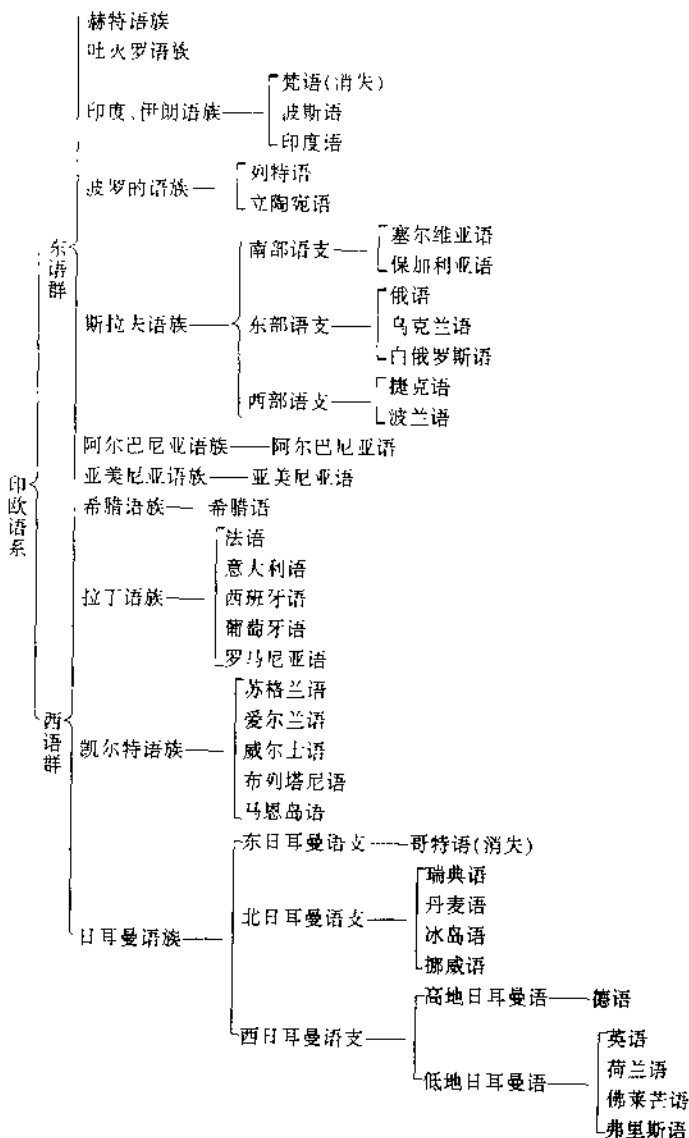 印欧语系
东语群
赫特语族
吐火罗语族
印度、伊朗语族
梵语(消失)
波斯语
印度语
波罗的语族
列特语
立陶宛语
斯拉夫语族
南部语支
塞尔维亚语
保加利亚语
东部语支
俄语
乌克兰语
白俄罗斯语
西部语支
捷克语
波兰语
阿尔巴尼亚语族
阿尔巴尼亚语
亚美尼亚语族
亚美尼亚语
西语群
希腊语族
希腊语
拉丁语族
法语
意大利语
西班牙语
葡萄牙语
罗马尼亚语
凯尔特语族
苏格兰语
爱尔兰语
威尔士语
布列塔尼语
马恩岛语
日耳曼语族
东日耳曼语支
哥特语(消失)
北日耳曼语支
瑞典语
丹麦语
冰岛语
挪威语
西日耳曼语支
高地日耳曼语
德语
低地日耳曼语
英语
荷兰语
佛莱芒语
弗里斯语